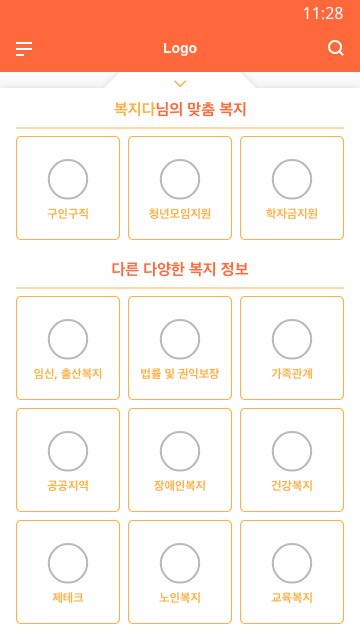 11:28
Logo
복지다님의 맞춤 복지
구인구직
청년모임지원
학자금지원
다른 다양한 복지 정보
임신, 출산복지
법률 및 권익보장
가족관계
공공지역
장애인복지
건강복지
제테크
노인복지
교육복지